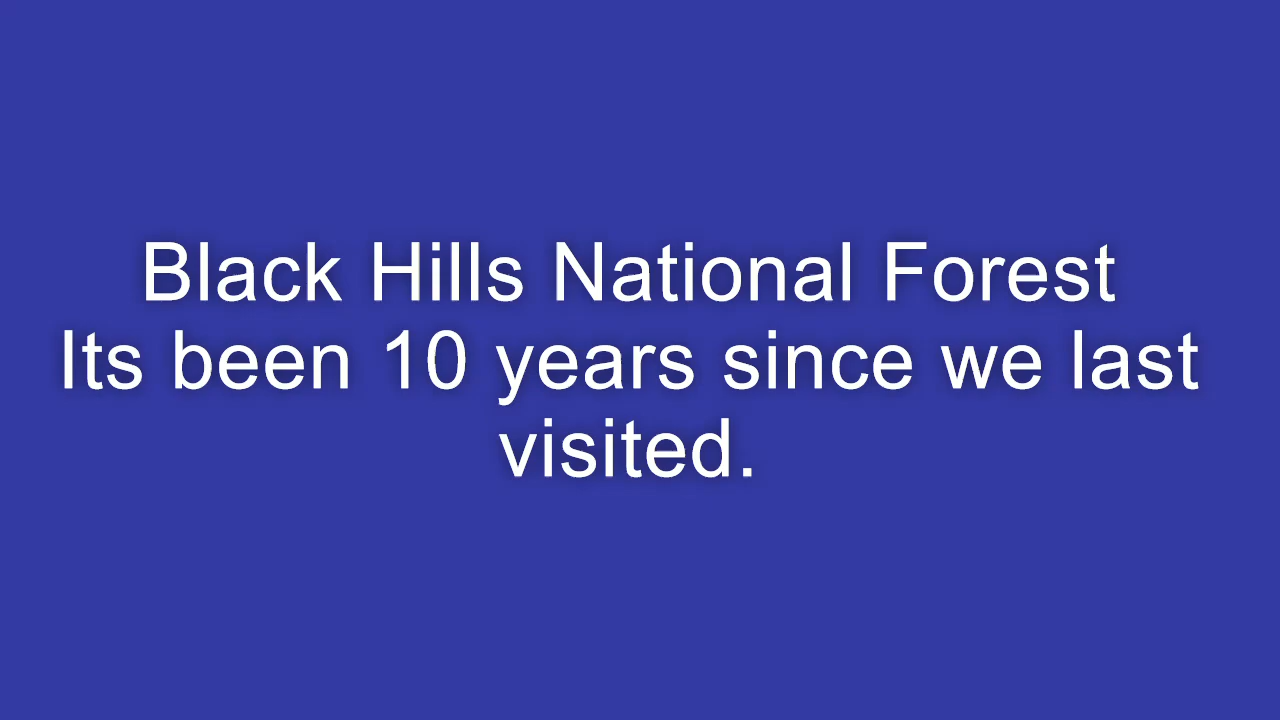 Black Hills National Forest
Its been 10 years since we last
visited.